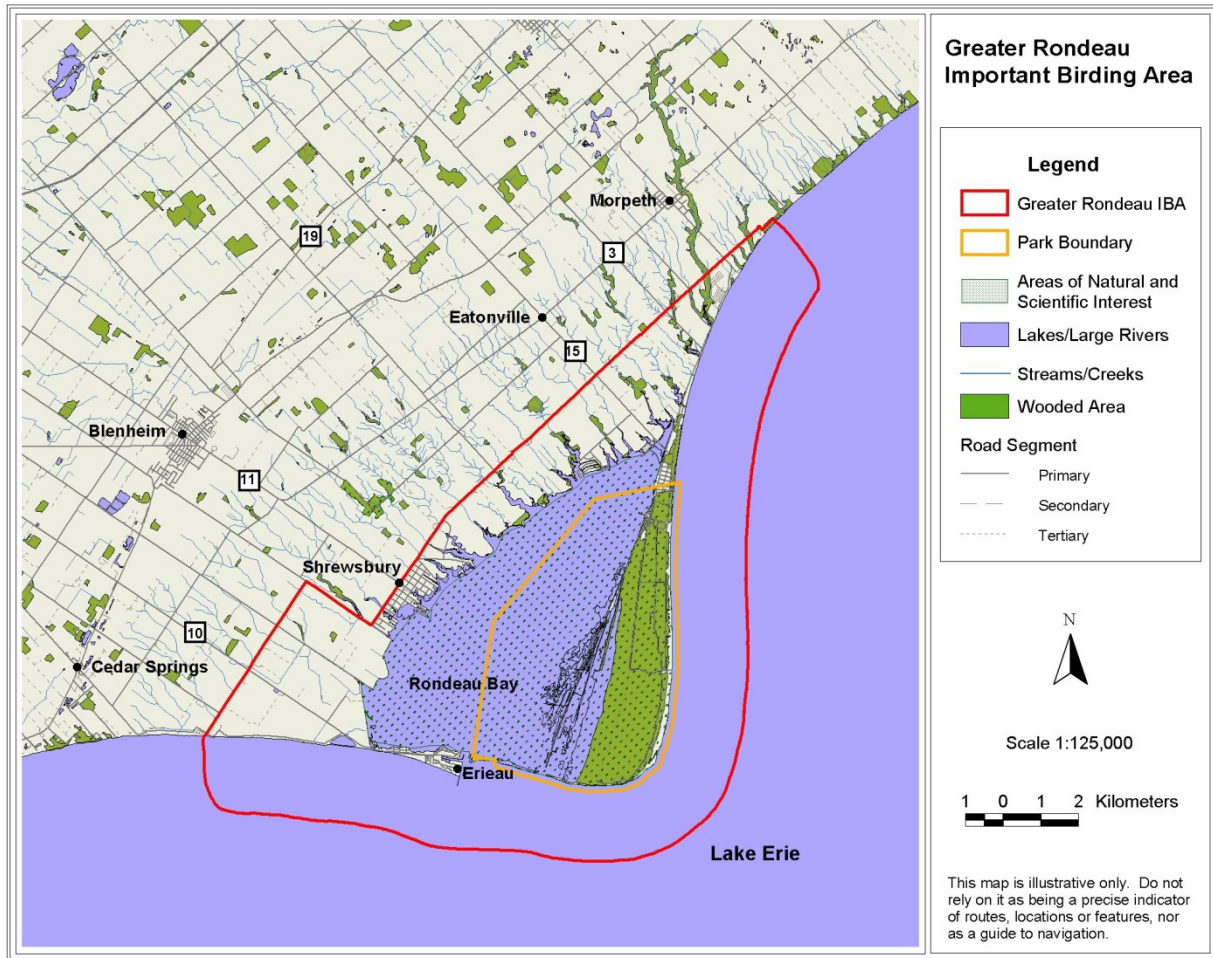 Greater Rondeau
Important Birding Area
Legend
Greater Rondeau IBA
Park Boundary
Areas of Natural and
Scientific Interest
Lakes/Large Rivers
Streams/Creeks
Wooded Area
Road Segment
Primary
Secondary
Tertiary
N
Scale 1:125,000
1 0 1 2 Kilometers
This map is illustrative only. Do not
rely on it as being a precise indicator
of routes, locations or features, nor
as a guide to navigation.
Morpeth
19
3
Eatonville
15
Blenheim
11
Shrewsbury
10
Cedar Springs
Rondeau Bay
Erieau
Lake Erie